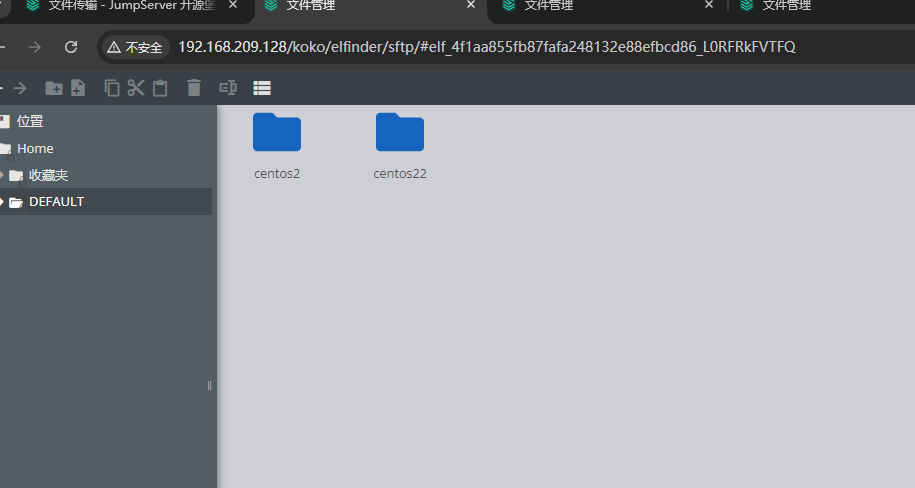 文件传输 - JumpServer 开源堡
文件管理
文件管理
文件管理
不安全 192.168.209.128/koko/elfinder/sftp/#elf_4f1aa855fb87fafa248132e88efbcd86_L0RFRkFVTFQ
位置
Home
收藏夹
DEFAULT
centos2
centos22